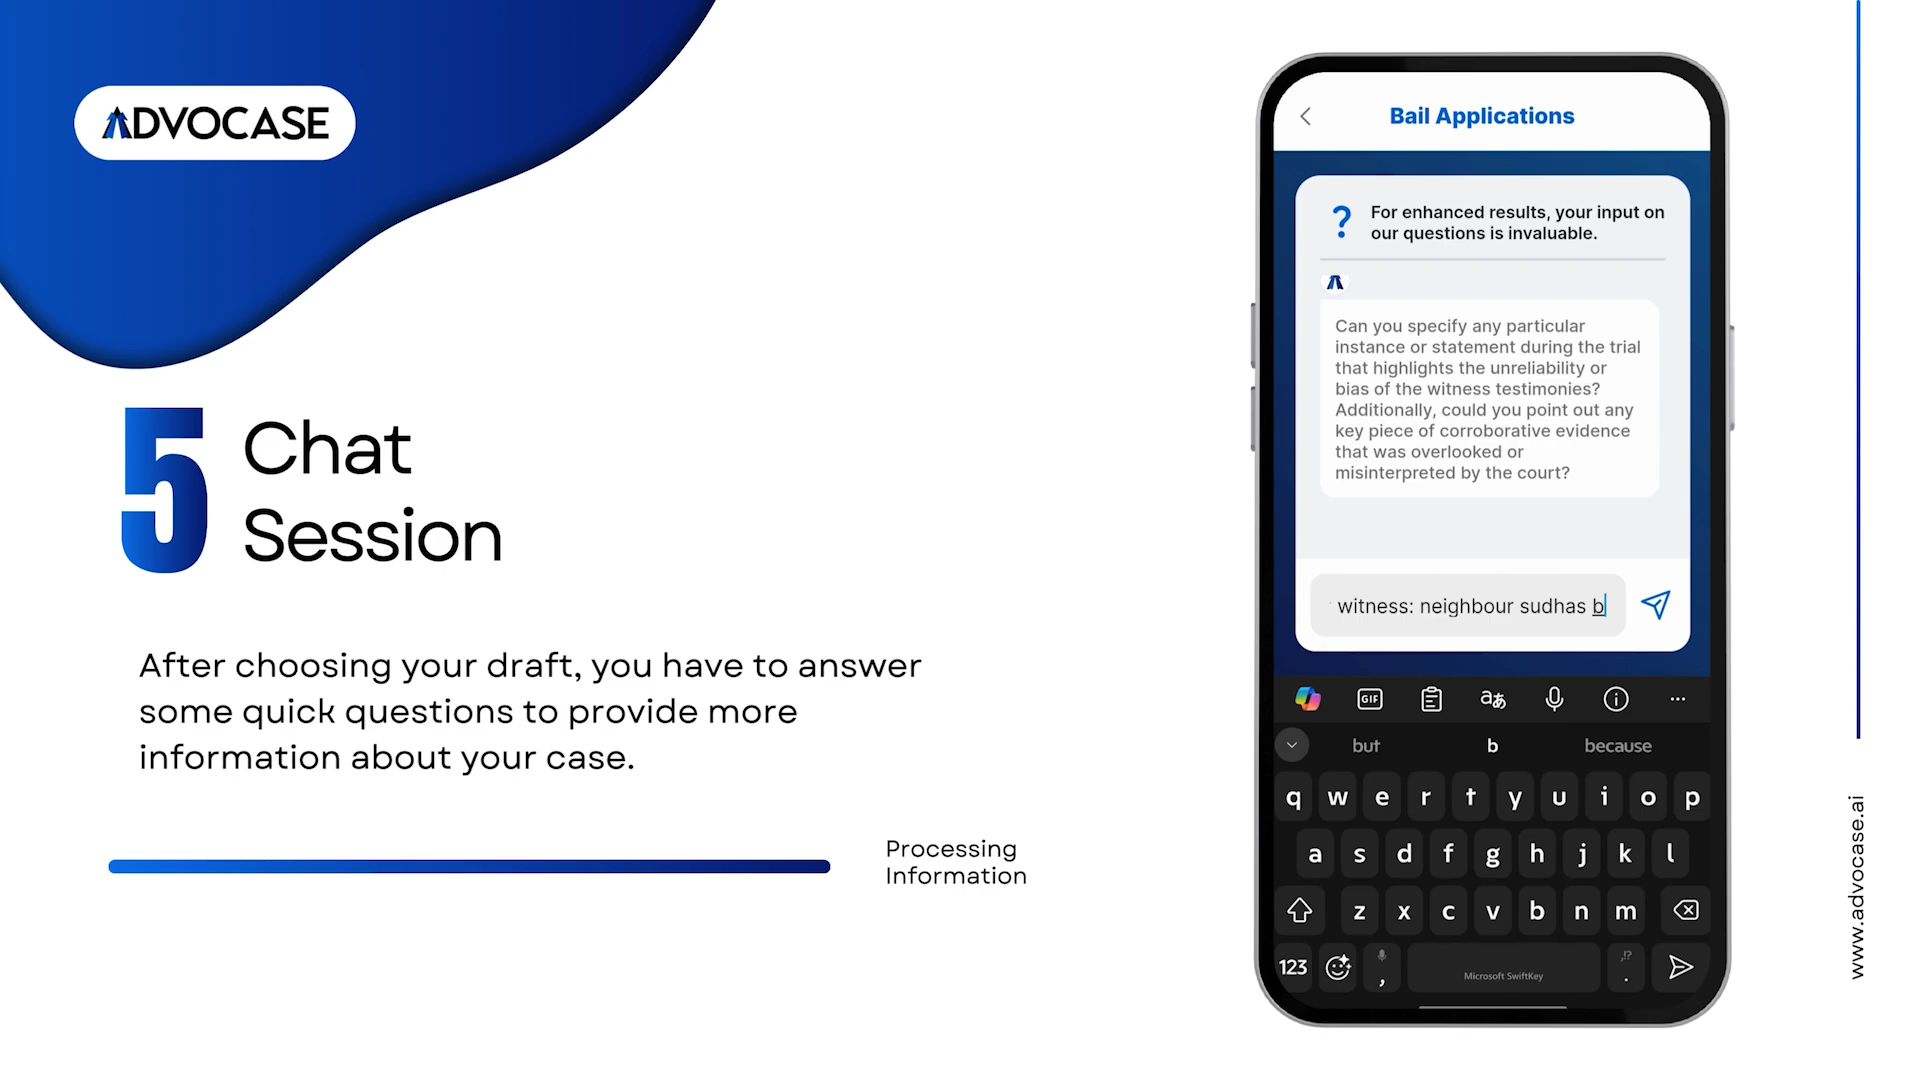 ADVOCASE
5
Chat
Session
After choosing your draft, you have to answer
some quick questions to provide more
information about your case.
Processing
Information
Bail Applications
?
For enhanced results, your input on
our questions is invaluable.
Can you specify any particular
instance or statement during the trial
that highlights the unreliability or
bias of the witness testimonies?
Additionally, could you point out any
key piece of corroborative evidence
that was overlooked or
misinterpreted by the court?
witness: neighbour sudhas b
GIF
aあ
but b because
q w e r t y u i o p
a s d f g h j k l
z x c v b n m
123 , Microsoft SwiftKey ,!? .
www.advocase.ai